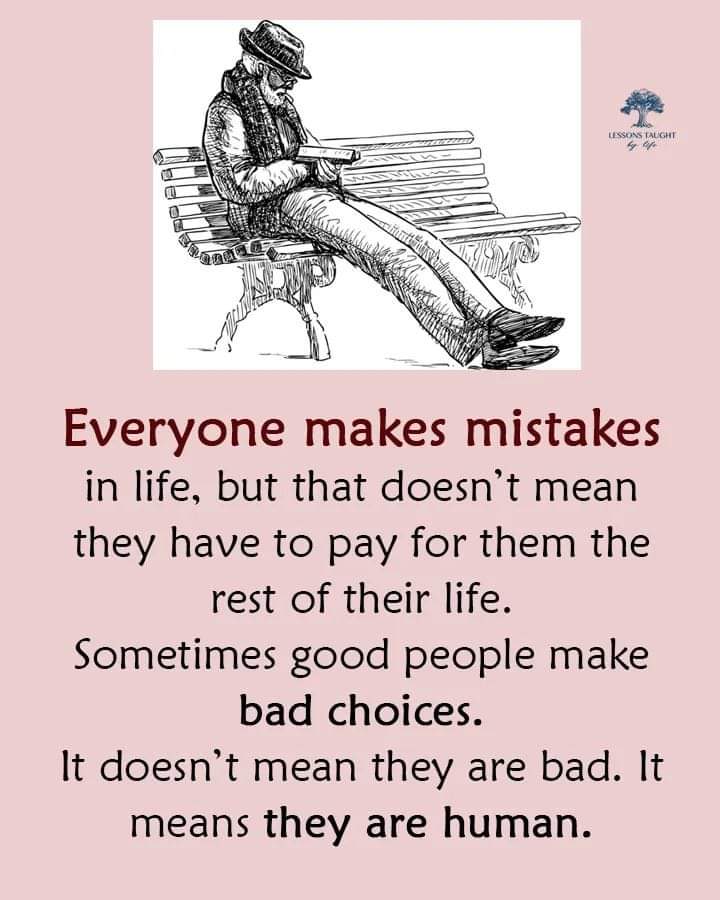 LESSONS TAUGHT
by life
Everyone makes mistakes
in life, but that doesn’t mean
they have to pay for them the
rest of their life.
Sometimes good people make
bad choices.
It doesn’t mean they are bad. It
means they are human.